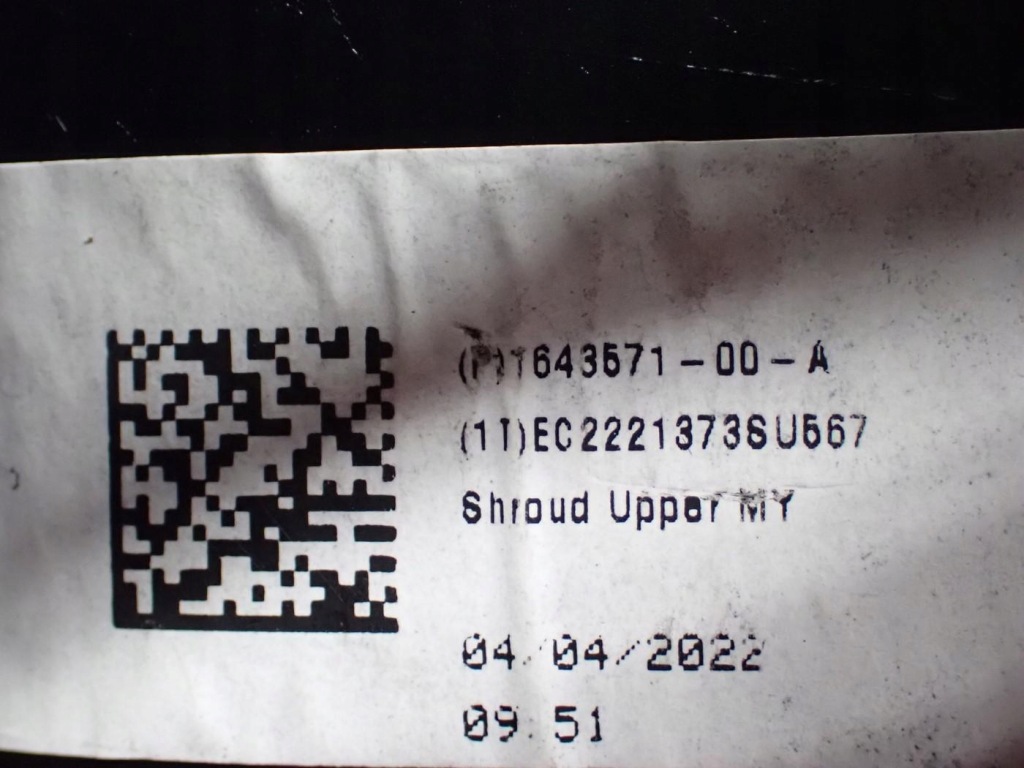 (P)1643571-00-A
(1T)EC2221373SU567
Shroud Upper MY
04/04/2022
09:51